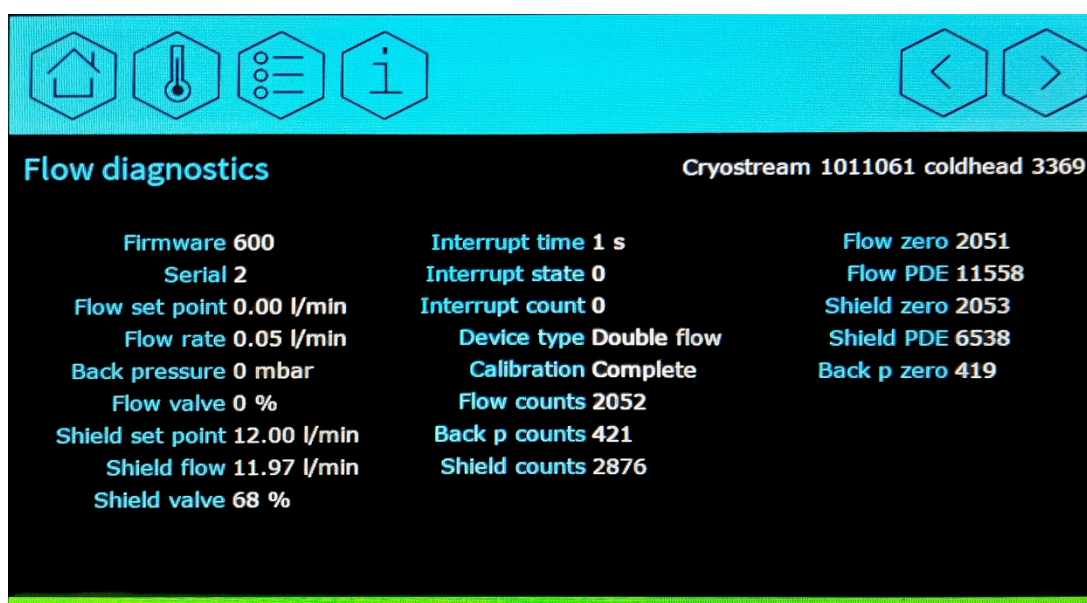 Flow diagnostics
Cryostream 1011061 coldhead 3369
Firmware 600
Serial 2
Flow set point 0.00 l/min
Flow rate 0.05 l/min
Back pressure 0 mbar
Flow valve 0 %
Shield set point 12.00 l/min
Shield flow 11.97 l/min
Shield valve 68 %
Interrupt time 1 s
Interrupt state 0
Interrupt count 0
Device type Double flow
Calibration Complete
Flow counts 2052
Back p counts 421
Shield counts 2876
Flow zero 2051
Flow PDE 11558
Shield zero 2053
Shield PDE 6538
Back p zero 419